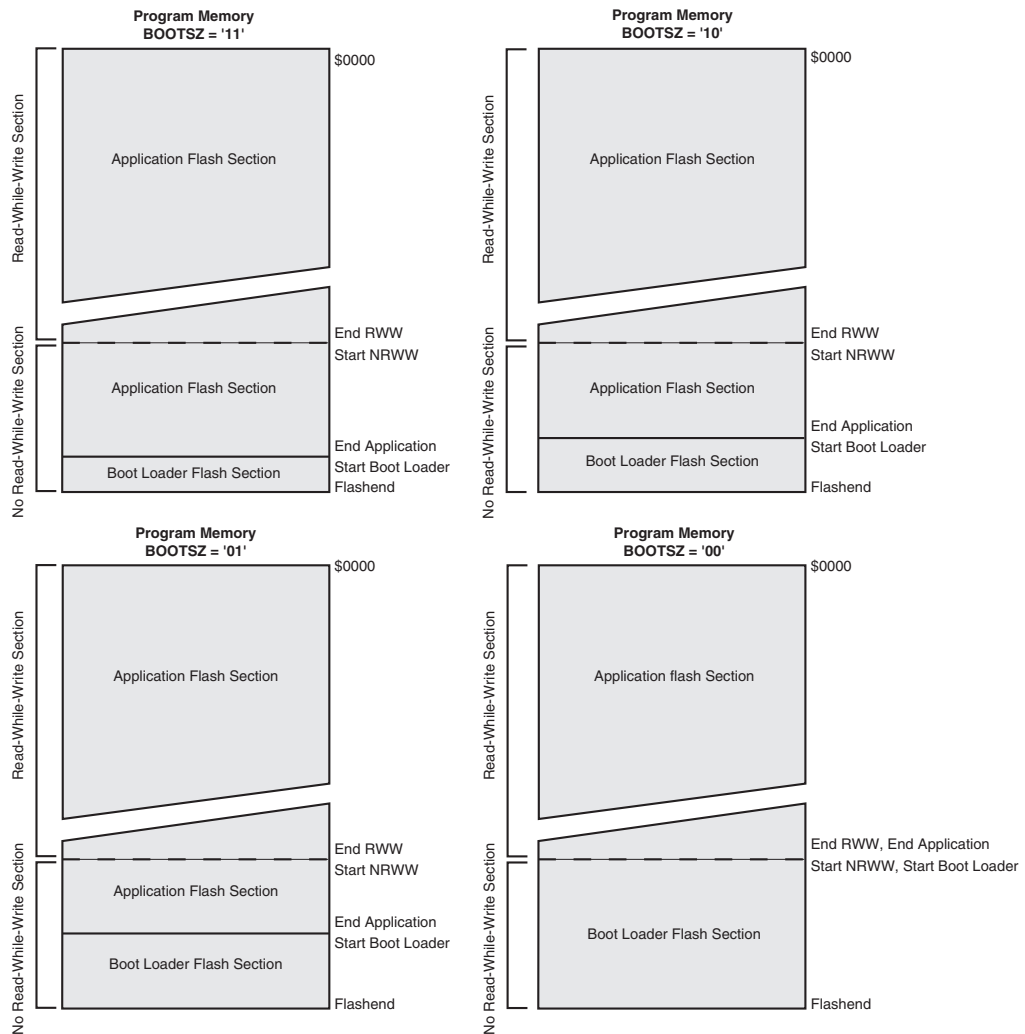 Program Memory
BOOTSZ = '11'
$0000
Read-While-Write Section
Application Flash Section
End RWW
Start NRWW
No Read-While-Write Section
Application Flash Section
End Application
Start Boot Loader
Boot Loader Flash Section
Flashend
Program Memory
BOOTSZ = '10'
$0000
Read-While-Write Section
Application Flash Section
End RWW
Start NRWW
No Read-While-Write Section
Application Flash Section
End Application
Start Boot Loader
Boot Loader Flash Section
Flashend
Program Memory
BOOTSZ = '01'
$0000
Read-While-Write Section
Application Flash Section
End RWW
Start NRWW
No Read-While-Write Section
Application Flash Section
End Application
Start Boot Loader
Boot Loader Flash Section
Flashend
Program Memory
BOOTSZ = '00'
$0000
Read-While-Write Section
Application flash Section
End RWW, End Application
Start NRWW, Start Boot Loader
No Read-While-Write Section
Boot Loader Flash Section
Flashend